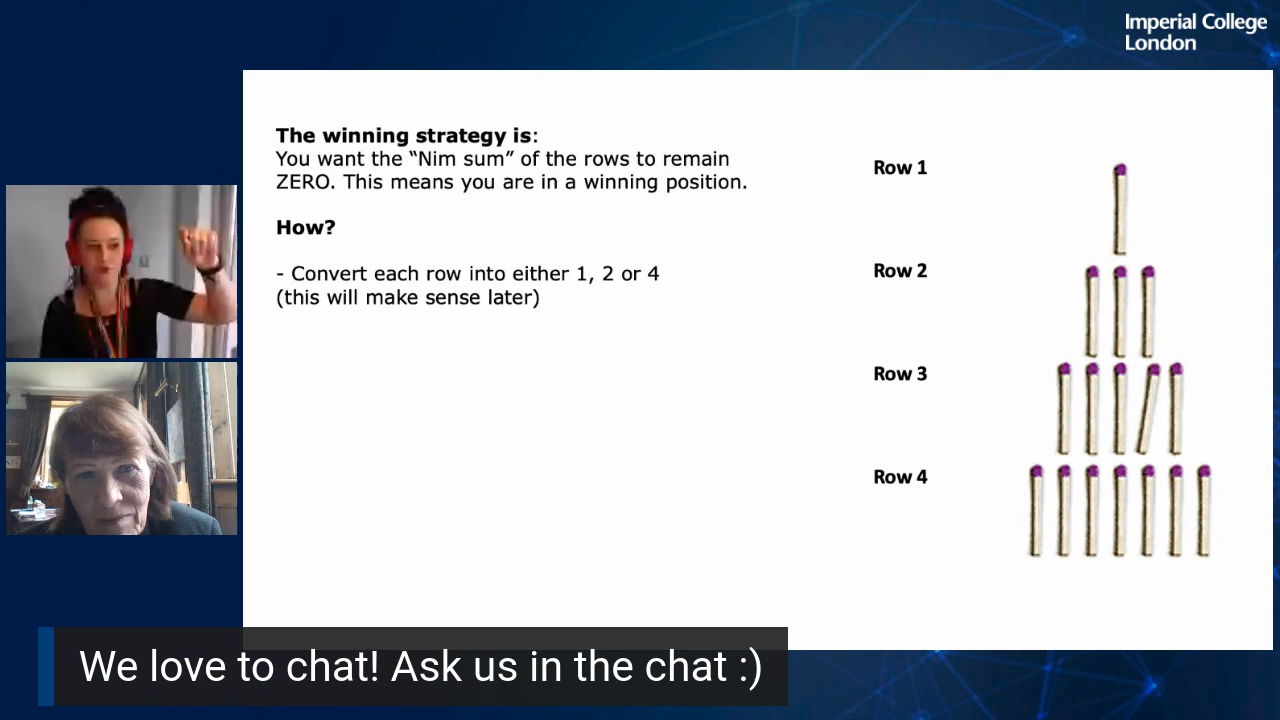 Imperial College
London
The winning strategy is:
You want the “Nim sum” of the rows to remain
ZERO. This means you are in a winning position.
How?
- Convert each row into either 1, 2 or 4
(this will make sense later)
Row 1
Row 2
Row 3
Row 4
We love to chat! Ask us in the chat :)